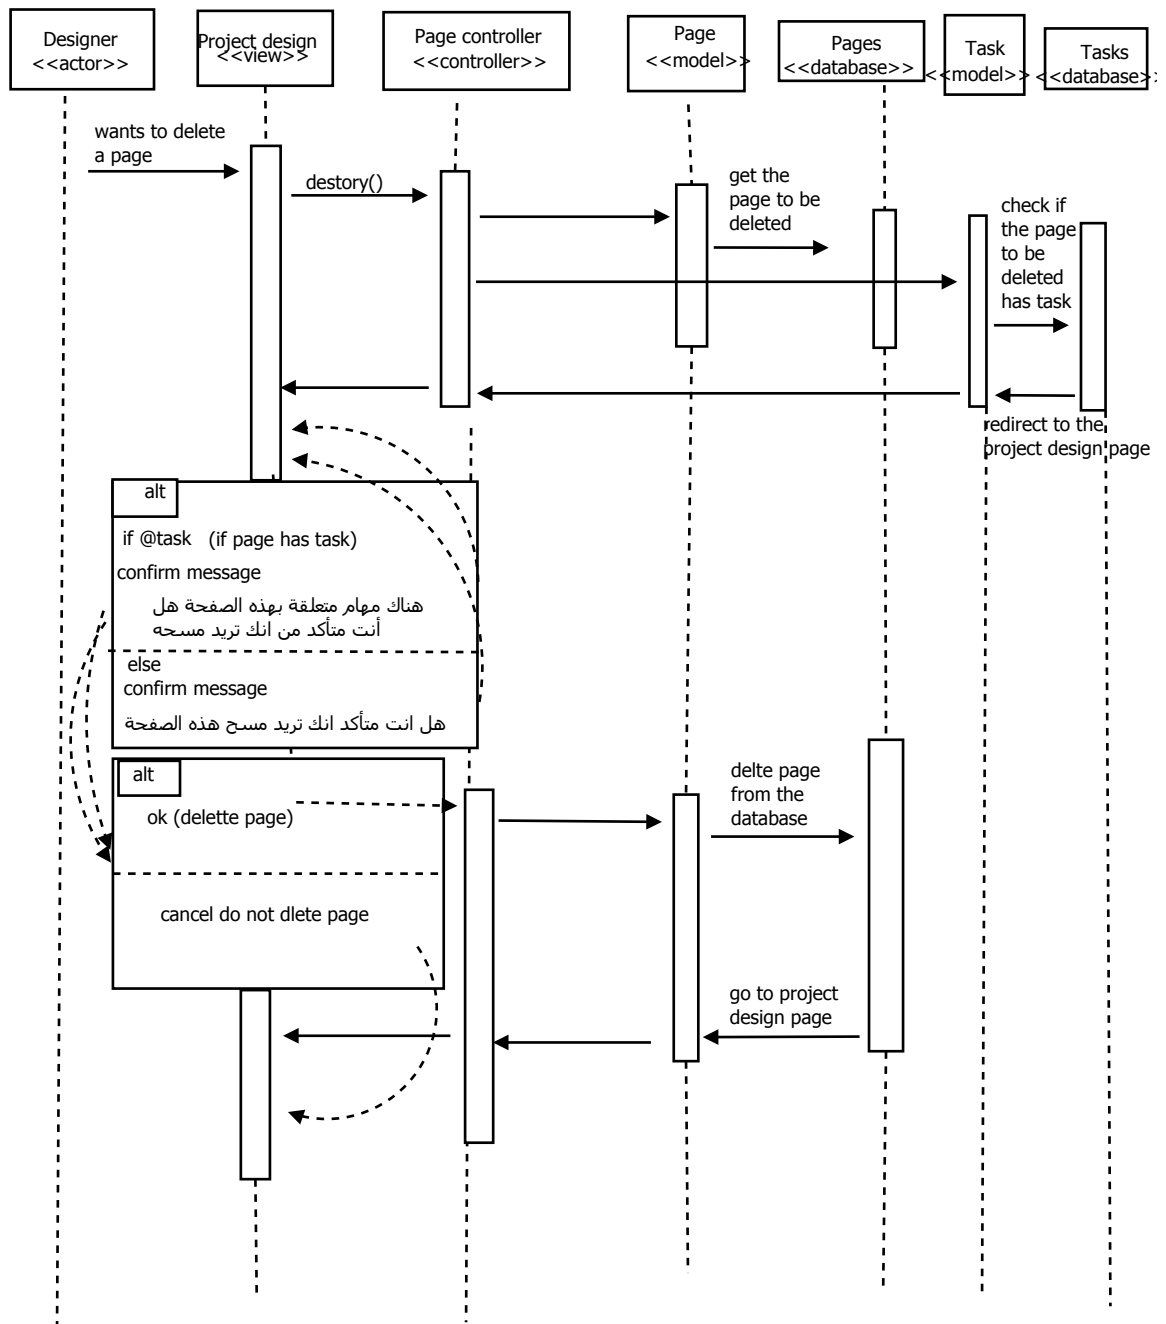 Designer
<<actor>>
Project design
<<view>>
Page controller
<<controller>>
Page
<<model>>
Pages
<<database>>
Task
<<model>>
Tasks
<<database>>
wants to delete
a page
destory()
get the
page to be
deleted
check if
the page
to be
deleted
has task
redirect to the
project design page
alt
if @task (if page has task)
confirm message
هناك مهام متعلقة بهذه الصفحة هل
أنت متأكد من انك تريد مسحه
else
confirm message
هل انت متأكد انك تريد مسح هذه الصفحة
alt
ok (delette page)
delte page
from the
database
cancel do not dlete page
go to project
design page